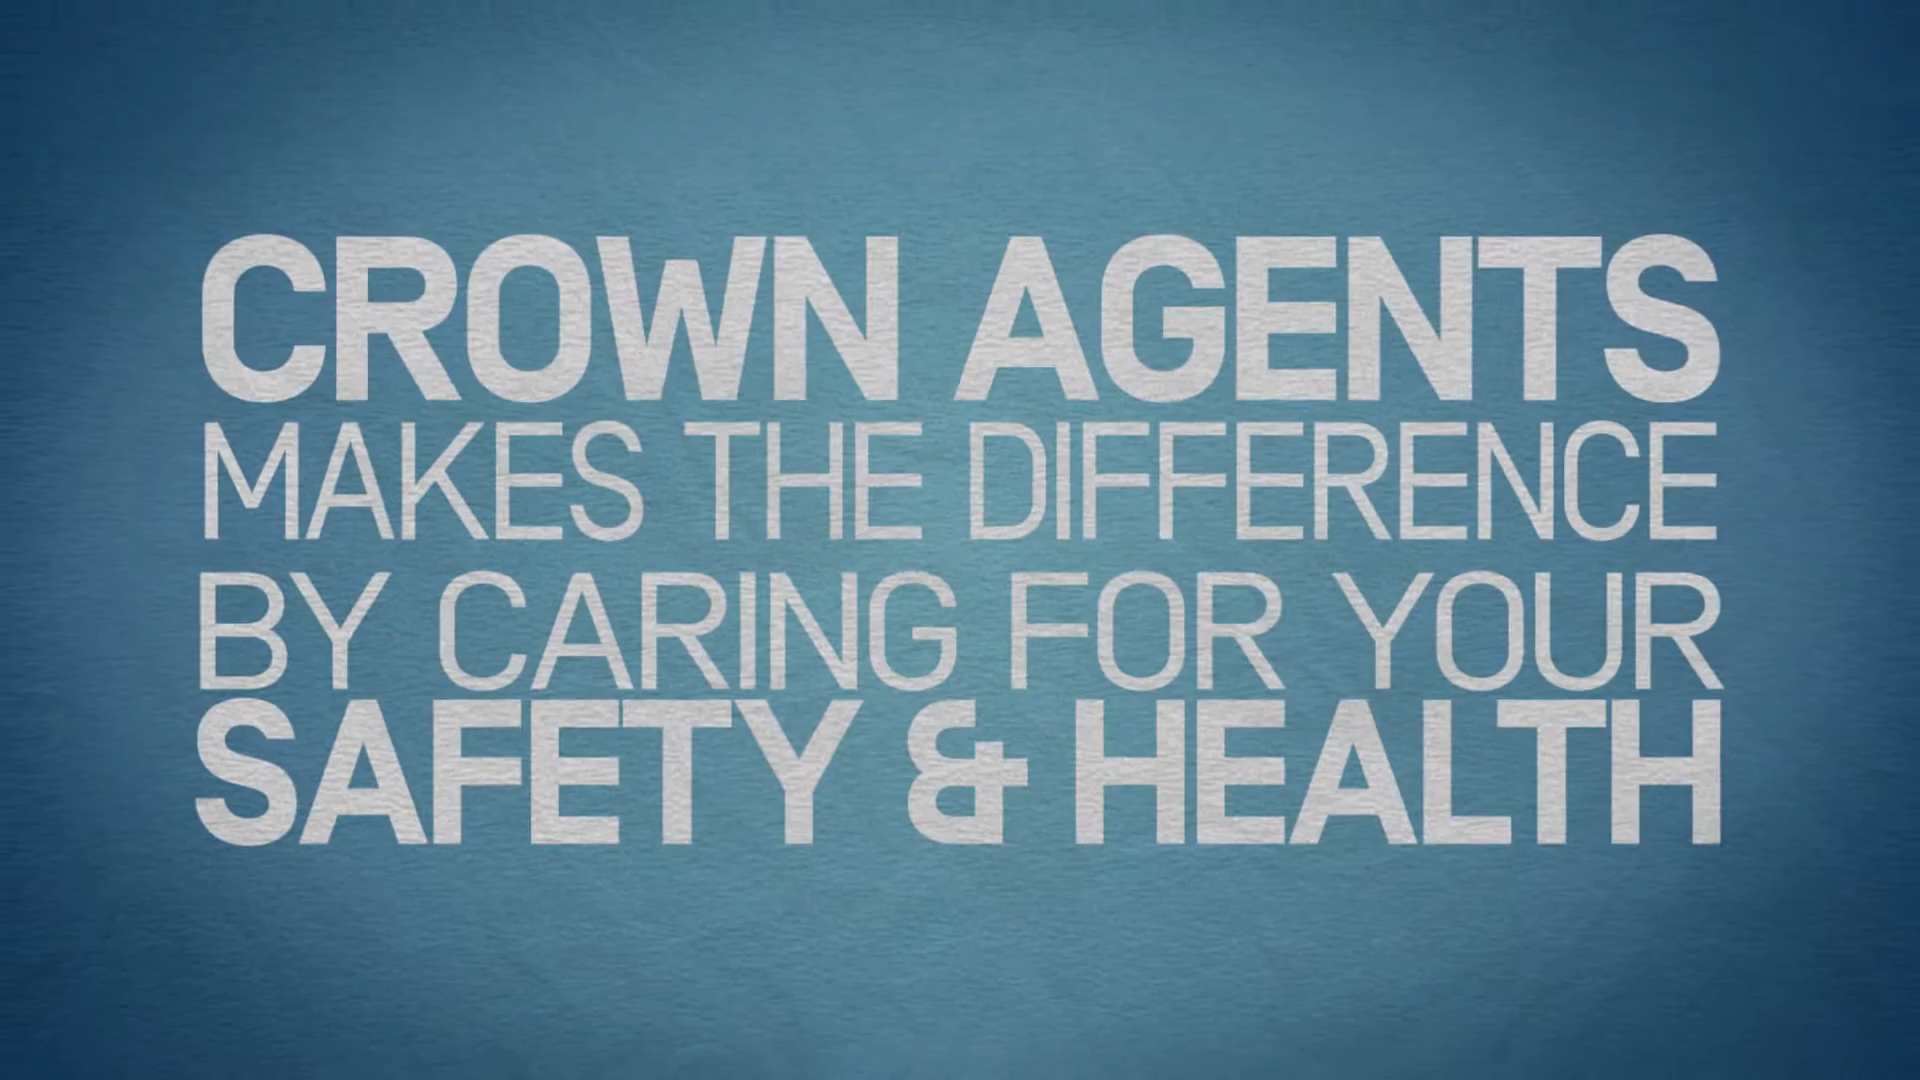 CROWN AGENTS
MAKES THE DIFFERENCE
BY CARING FOR YOUR
SAFETY & HEALTH